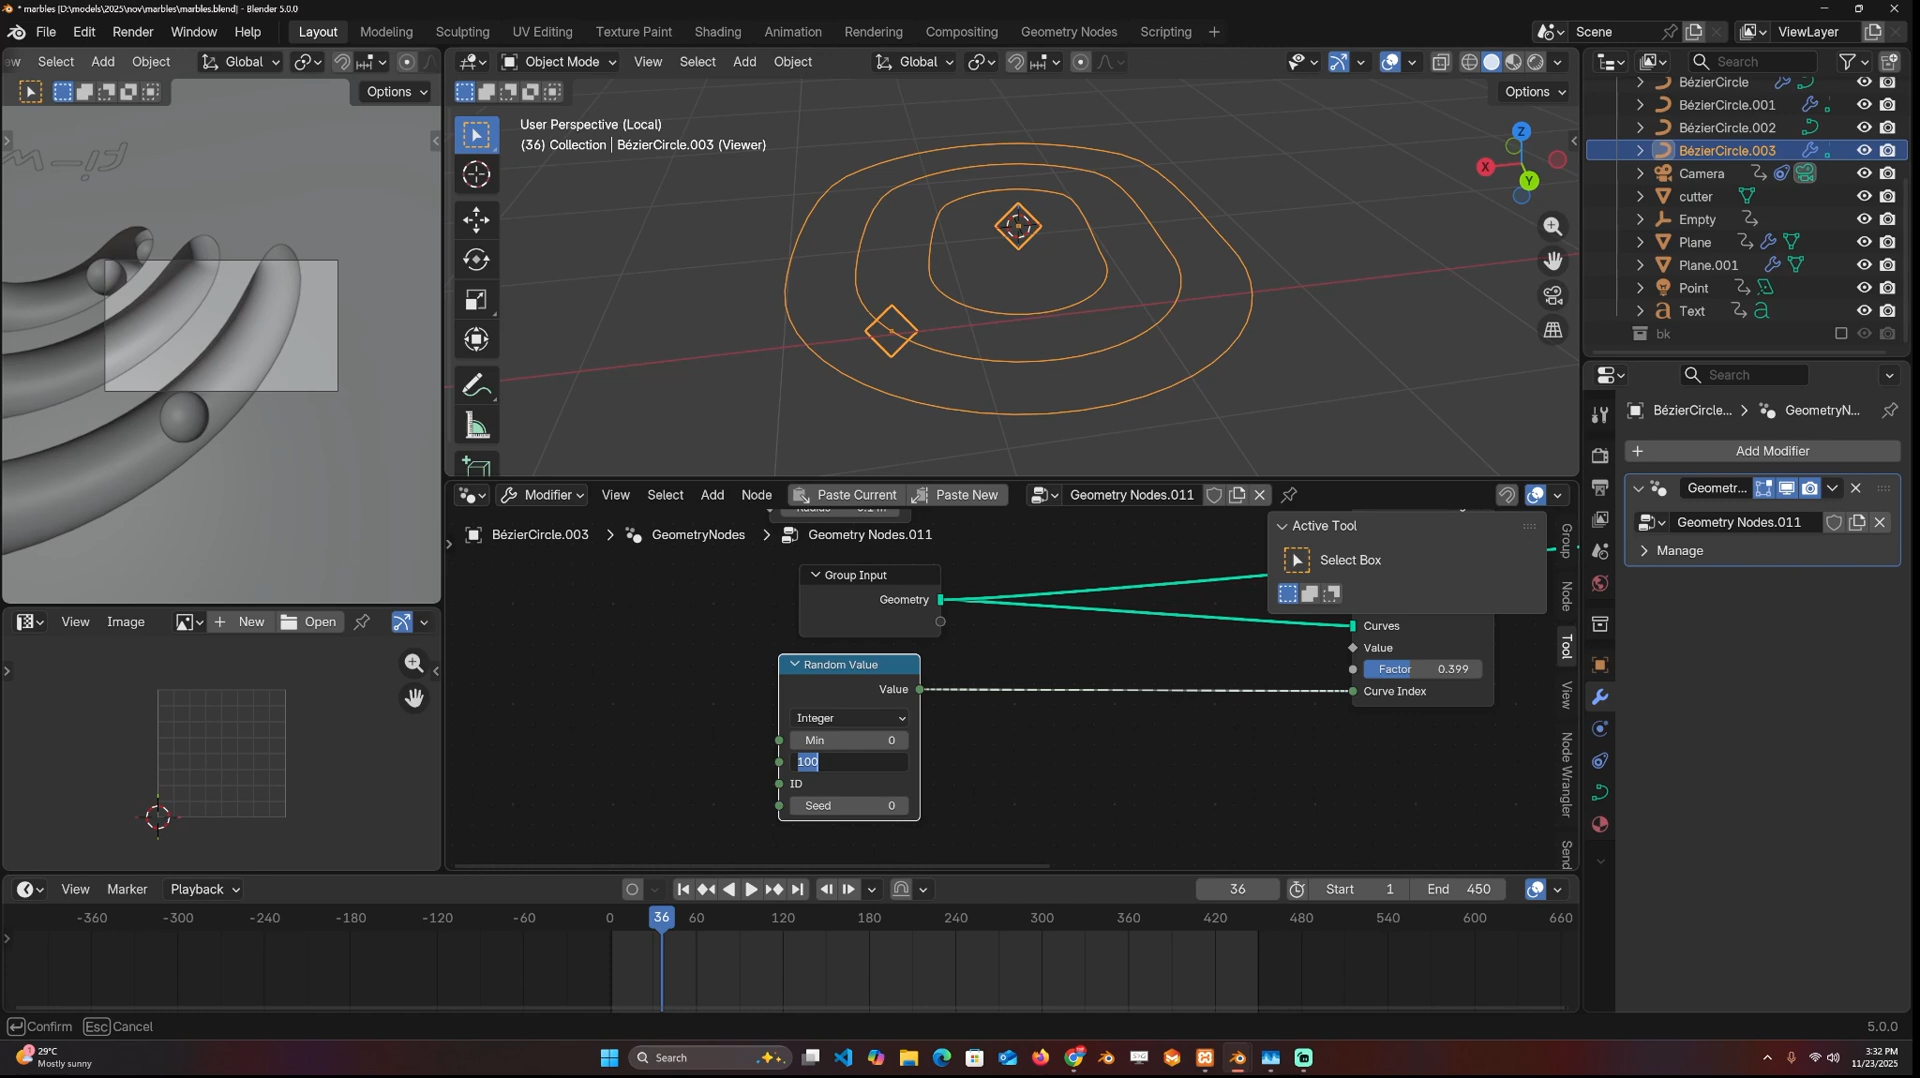 * marbles [D:\models\2025\nov\marbles\marbles.blend] - Blender 5.0.0
File Edit Render Window Help
Layout Modeling Sculpting UV Editing Texture Paint Shading Animation Rendering Compositing Geometry Nodes Scripting +
Scene
ViewLayer
Select Add Object
Global
Options
Object Mode View Select Add Object
Global
Options
Search
User Perspective (Local)
(36) Collection | BézierCircle.003 (Viewer)
X
Y
Z
BézierCircle
BézierCircle.001
BézierCircle.002
BézierCircle.003
Camera
cutter
Empty
Plane
Plane.001
Point
Text
bk
Search
BézierCircle... > GeometryN...
+ Add Modifier
Geometr...
Geometry Nodes.011
Manage
Modifier View Select Add Node Paste Current Paste New Geometry Nodes.011
BézierCircle.003 > GeometryNodes > Geometry Nodes.011
Active Tool
Select Box
Group Input
Geometry
Curves
Value
Factor 0.399
Curve Index
Random Value
Value
Integer
Min 0
100
ID
Seed 0
Group
Node
Tool
View
Node Wrangler
Send
View Image + New Open
View Marker Playback
36
Start 1 End 450
-360 -300 -240 -180 -120 -60 0 36 60 120 180 240 300 360 420 480 540 600 660
Confirm Esc Cancel
5.0.0
29°C
Mostly sunny
Search
3:32 PM
11/23/2025